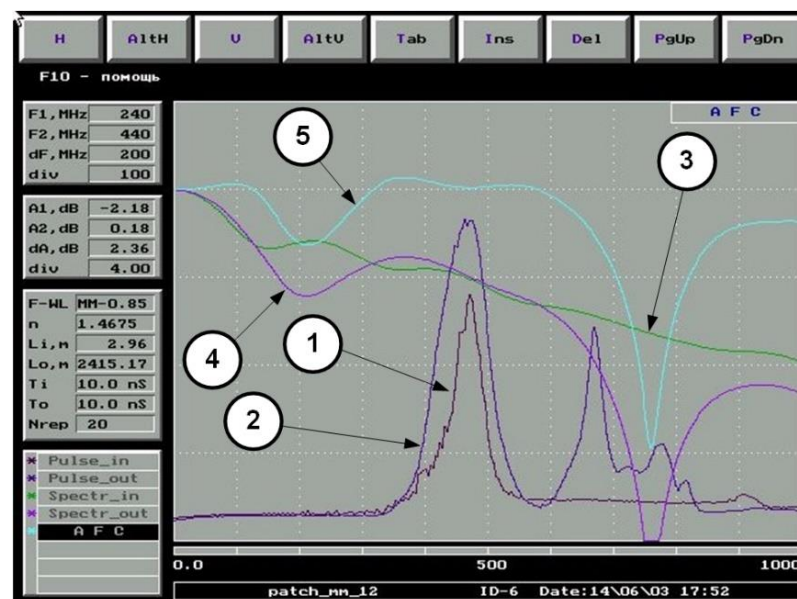 H AltH V AltV Tab Ins Del PgUp PgDn
F10 - помощь
A F C
F1,MHz 240
F2,MHz 440
dF,MHz 200
div 100
A1,dB -2.18
A2,dB 0.18
dA,dB 2.36
div 4.00
F-WL MM-0.85
n 1.4675
Li,m 2.96
Lo,m 2415.17
Ti 10.0 nS
To 10.0 nS
Nrep 20
* Pulse_in
* Pulse_out
* Spectr_in
* Spectr_out
* A F C
5
3
4
1
2
0.0 500 1000
patch_mm_12 ID-6 Date:14\06\03 17:52